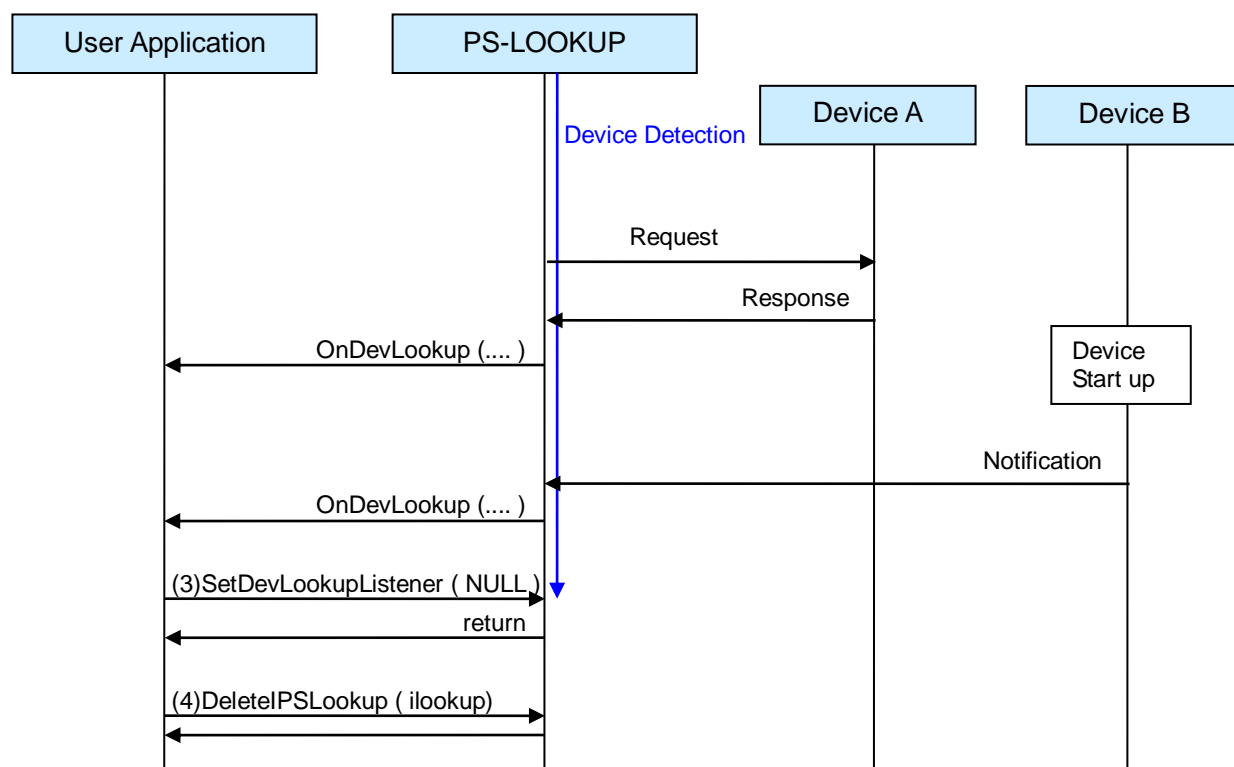 User Application
PS-LOOKUP
Device A
Device B
Device Detection
Request
Response
OnDevLookup (.... )
Device
Start up
Notification
OnDevLookup (.... )
(3)SetDevLookupListener ( NULL )
return
(4)DeleteIPSLookup ( ilookup)